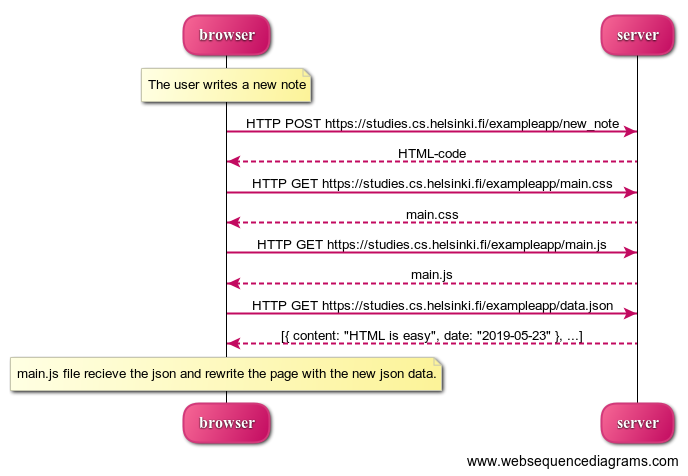 browser
server
The user writes a new note
HTTP POST https://studies.cs.helsinki.fi/exampleapp/new_note
HTML-code
HTTP GET https://studies.cs.helsinki.fi/exampleapp/main.css
main.css
HTTP GET https://studies.cs.helsinki.fi/exampleapp/main.js
main.js
HTTP GET https://studies.cs.helsinki.fi/exampleapp/data.json
[{ content: "HTML is easy", date: "2019-05-23" }, ...]
main.js file recieve the json and rewrite the page with the new json data.
browser
server
www.websequencediagrams.com